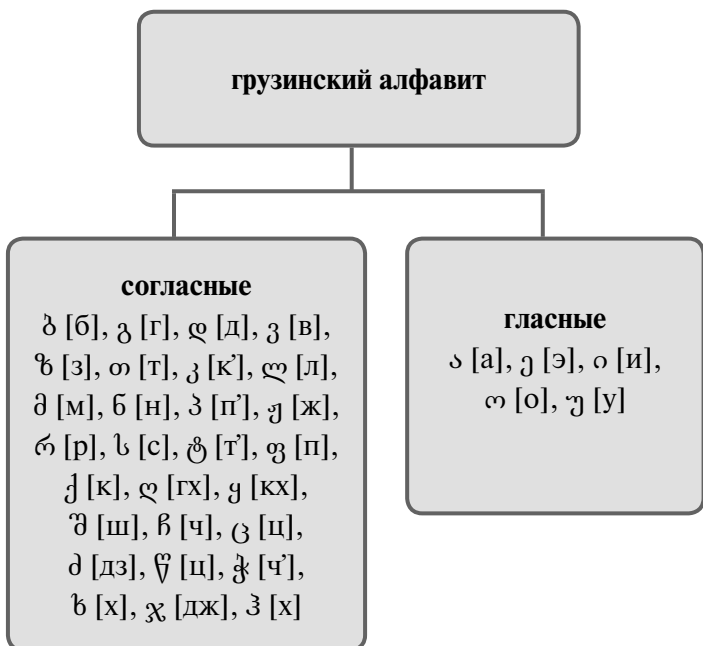 грузинский алфавит
согласные
ბ [б], გ [г], დ [д], ვ [в],
ზ [з], თ [т], კ [к’], ლ [л],
მ [м], ნ [н], პ [п’], ჟ [ж],
რ [р], ს [с], ტ [т’], ფ [п],
ქ [к], ღ [гх], ყ [кх],
შ [ш], ჩ [ч], ც [ц],
ძ [дз], წ [ц], ჭ [ч’],
ხ [х], ჯ [дж], ჰ [х]
гласные
ა [а], ე [э], ი [и],
ო [о], უ [у]